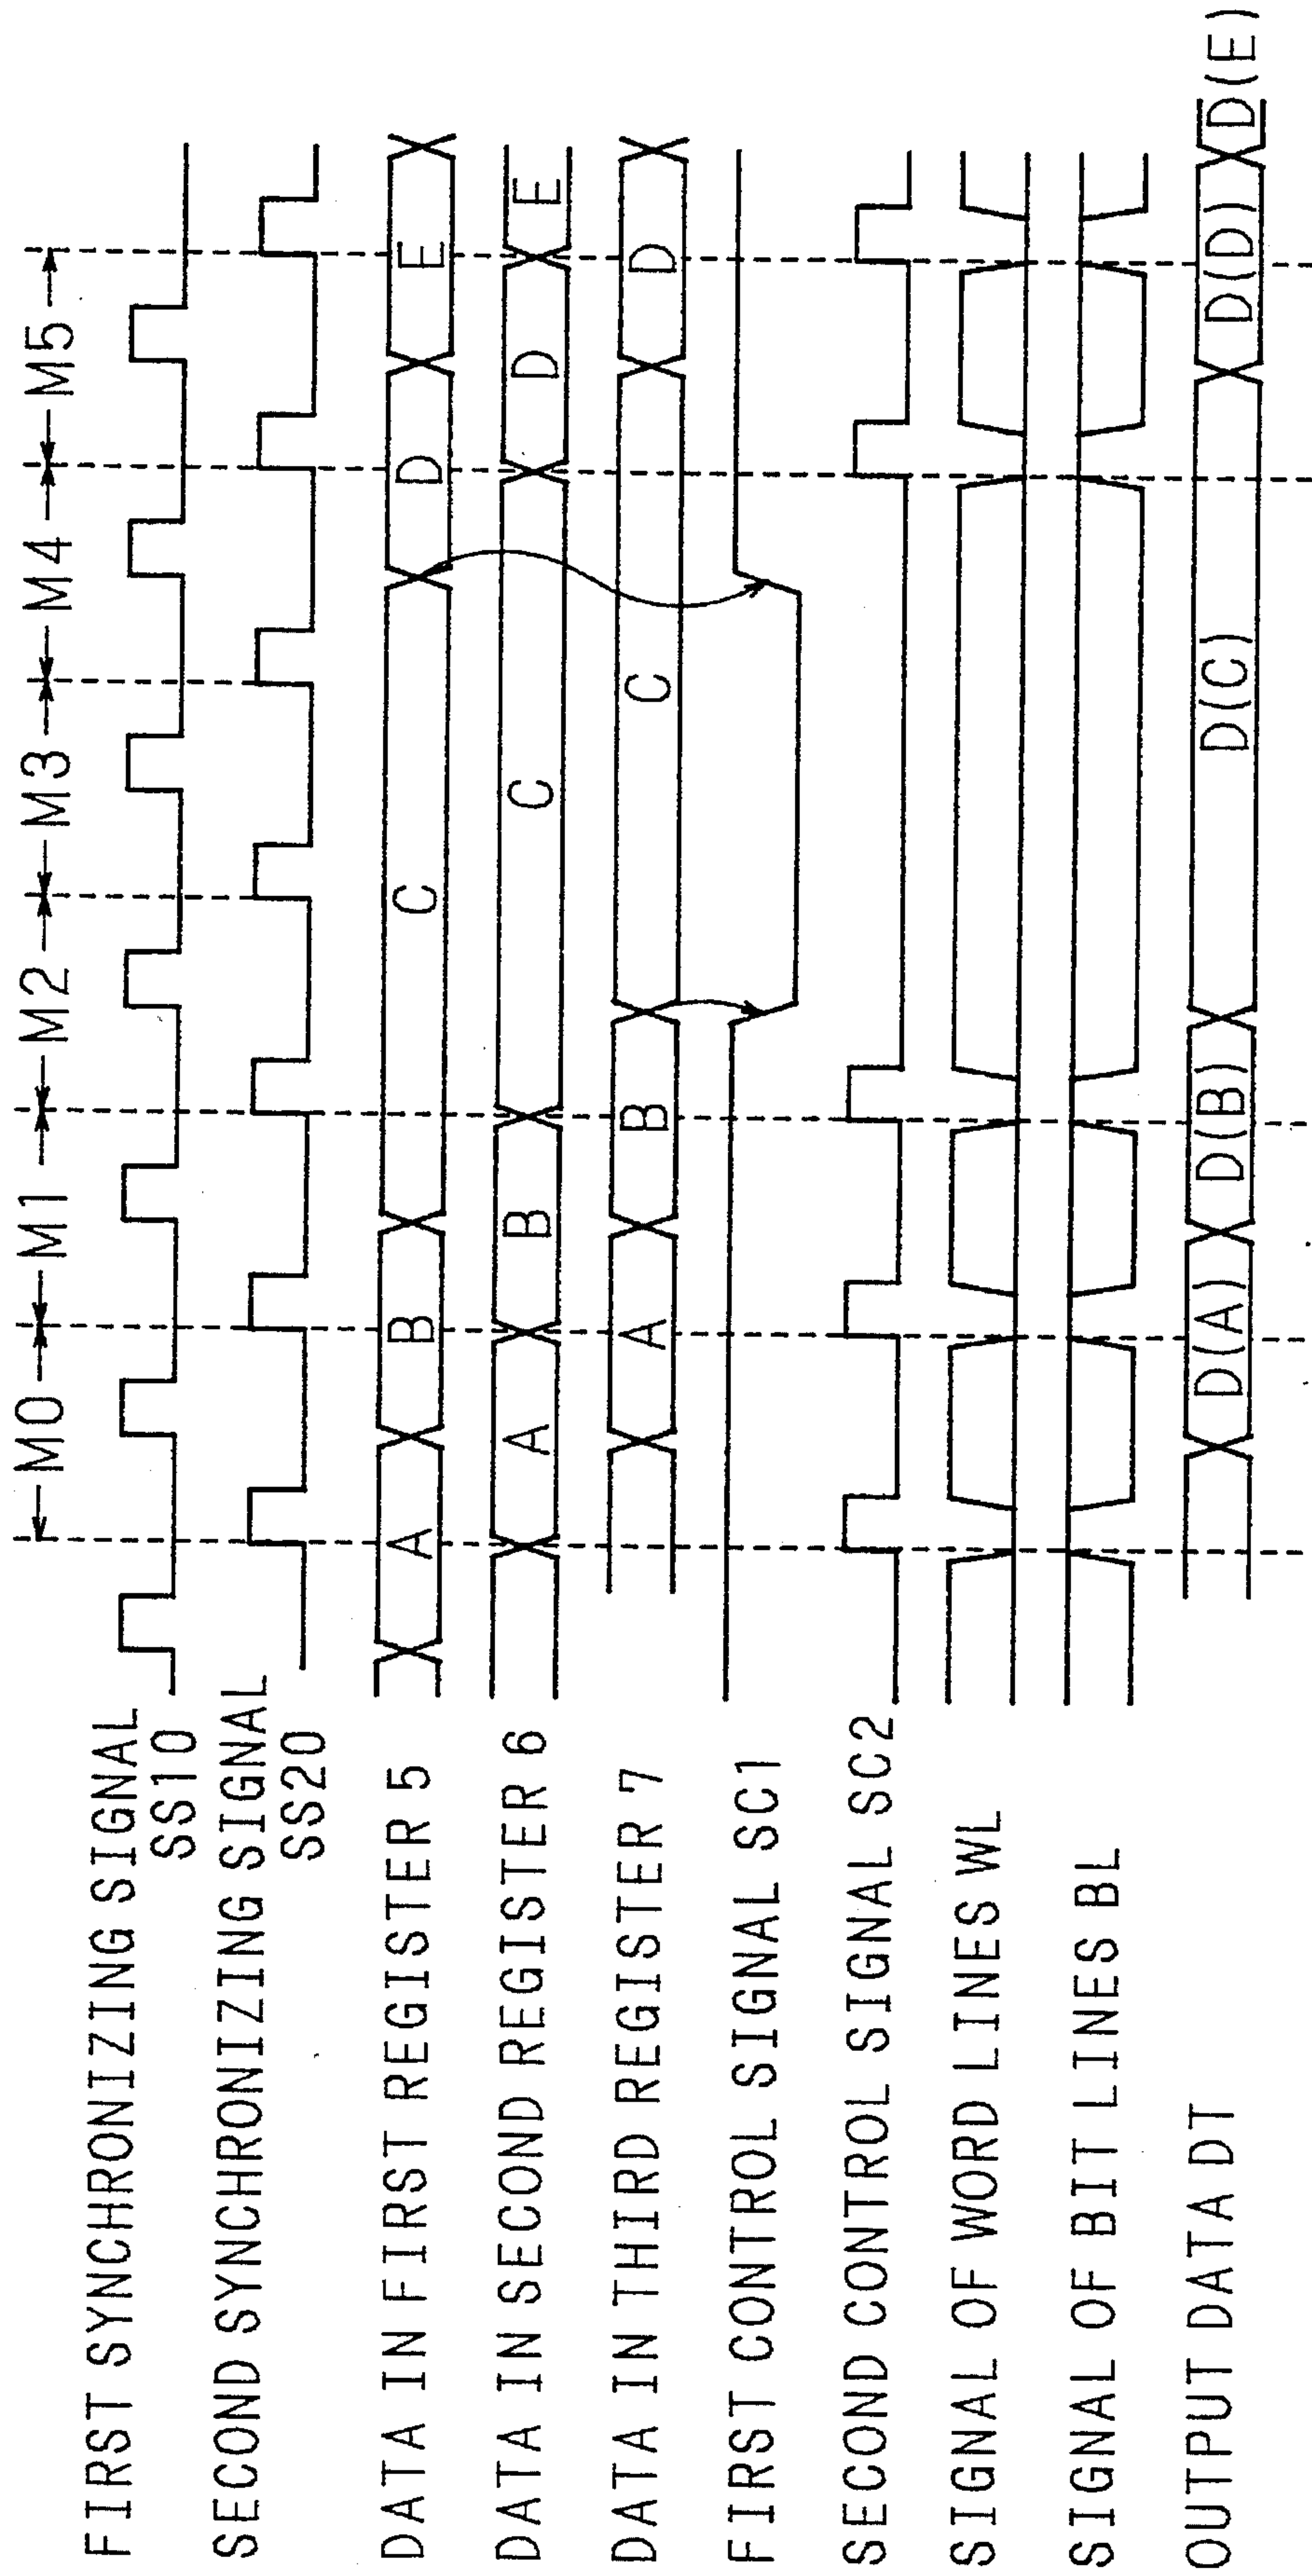 M0 M1 M2 M3 M4 M5
FIRST SYNCHRONIZING SIGNAL
SS10
SECOND SYNCHRONIZING SIGNAL
SS20
DATA IN FIRST REGISTER 5 A B C D E
DATA IN SECOND REGISTER 6 A B C D E
DATA IN THIRD REGISTER 7 A B C D
FIRST CONTROL SIGNAL SC1
SECOND CONTROL SIGNAL SC2
SIGNAL OF WORD LINES WL
SIGNAL OF BIT LINES BL
OUTPUT DATA DT D(A) D(B) D(C) D(D) D(E)